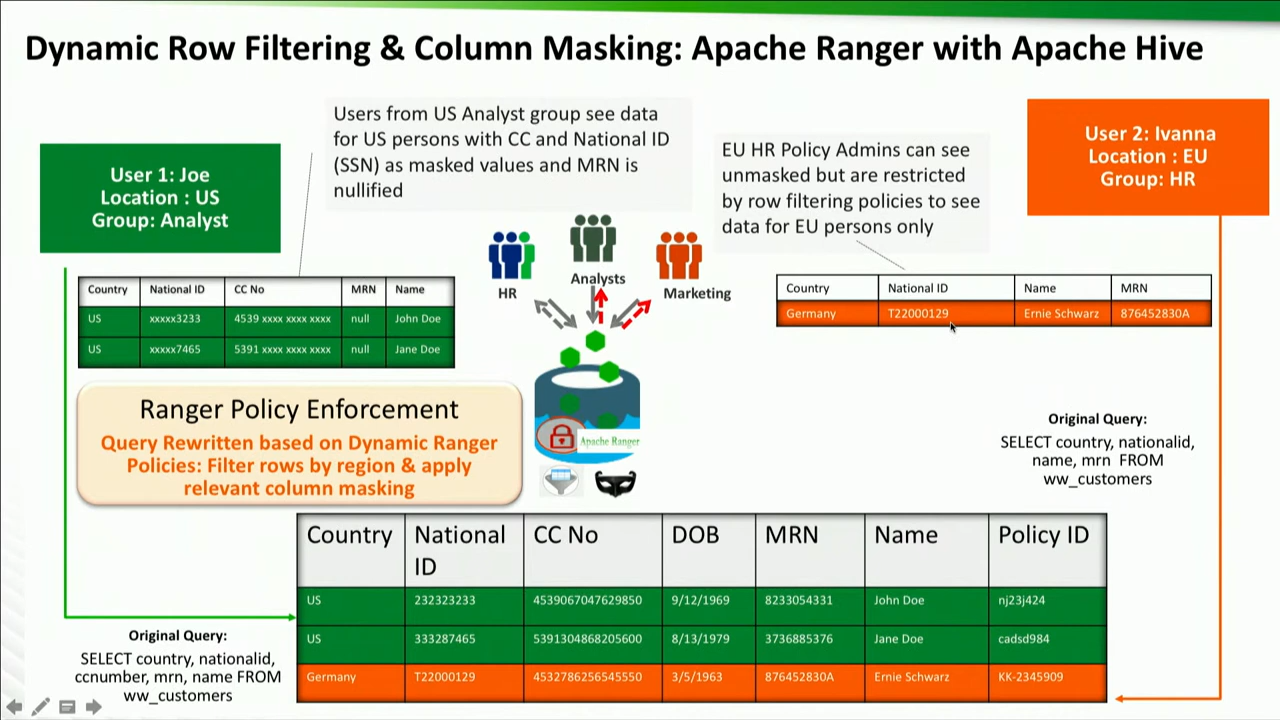 Dynamic Row Filtering & Column Masking: Apache Ranger with Apache Hive
User 1: Joe
Location : US
Group: Analyst
Users from US Analyst group see data
for US persons with CC and National ID
(SSN) as masked values and MRN is
nullified
EU HR Policy Admins can see
unmasked but are restricted
by row filtering policies to see
data for EU persons only
User 2: Ivanna
Location : EU
Group: HR
HR
Analysts
Marketing
Country National ID CC No MRN Name
US xxxxx3233 4539 xxxx xxxx xxxx null John Doe
US xxxxx7465 5391 xxxx xxxx xxxx null Jane Doe
Country National ID Name MRN
Germany T22000129 Ernie Schwarz 876452830A
Ranger Policy Enforcement
Query Rewritten based on Dynamic Ranger
Policies: Filter rows by region & apply
relevant column masking
Apache Ranger
Original Query:
SELECT country, nationalid,
name, mrn FROM
ww_customers
Country National ID CC No DOB MRN Name Policy ID
US 232323233 4539067047629850 9/12/1969 8233054331 John Doe nj23j424
US 333287465 5391304868205600 8/13/1979 3736885376 Jane Doe cadsd984
Germany T22000129 4532786256545550 3/5/1963 876452830A Ernie Schwarz KK-2345909
Original Query:
SELECT country, nationalid,
ccnumber, mrn, name FROM
ww_customers